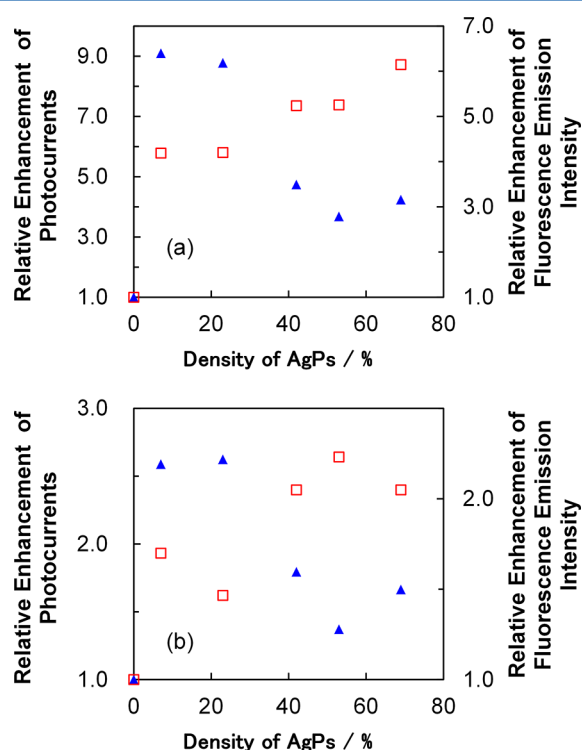 Relative Enhancement of
Photocurrents
9.0
7.0
5.0
3.0
1.0
(a)
7.0
5.0
3.0
1.0
Relative Enhancement of
Fluorescence Emission
Intensity
0
20
40
60
80
Density of AgPs / %
Relative Enhancement of
Photocurrents
3.0
2.0
1.0
(b)
2.0
1.0
Relative Enhancement of
Fluorescence Emission
Intensity
0
20
40
60
80
Density of AgPs / %